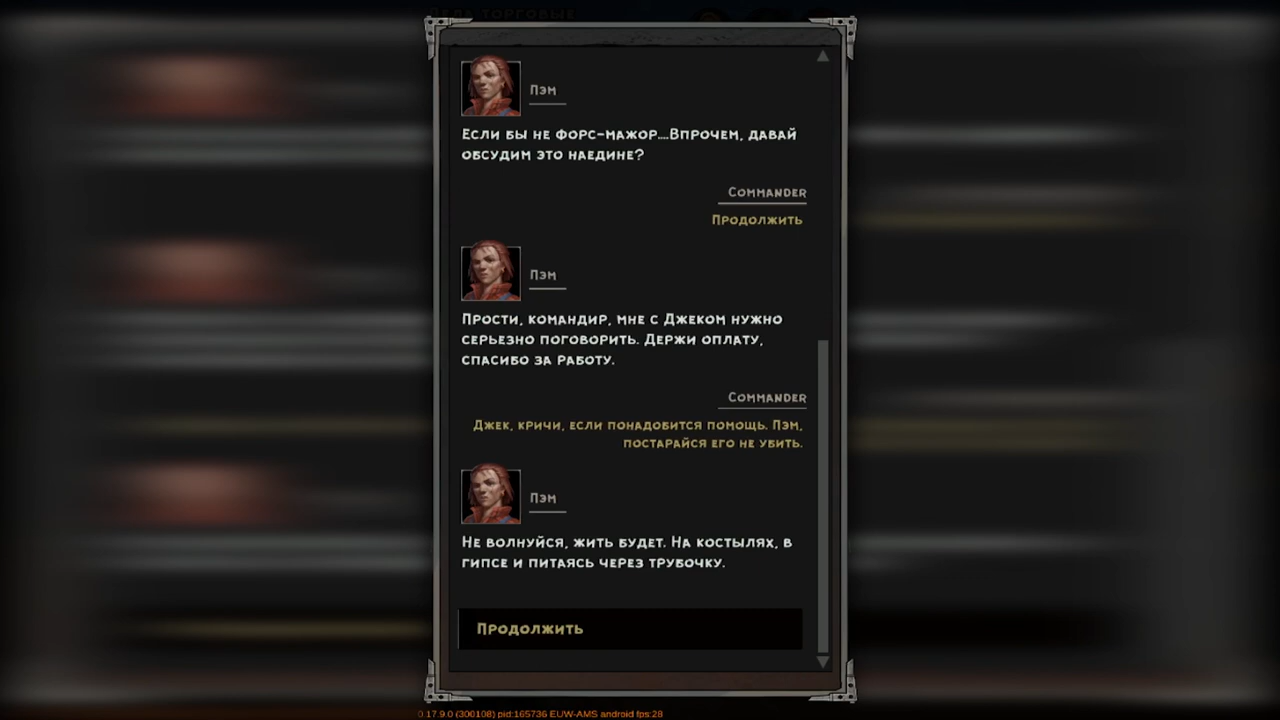 Дела торговые
Пэм
Если бы не форс-мажор....Впрочем, давай
обсудим это наедине?
Commander
Продолжить
Пэм
Прости, командир, мне с Джеком нужно
серьезно поговорить. Держи оплату,
спасибо за работу.
Commander
Джек, кричи, если понадобится помощь. Пэм,
постарайся его не убить.
Пэм
Не волнуйся, жить будет. На костылях, в
гипсе и питаясь через трубочку.
Продолжить
0.17.9.0 (300108) pid:165736 EUW-AMS android fps:28